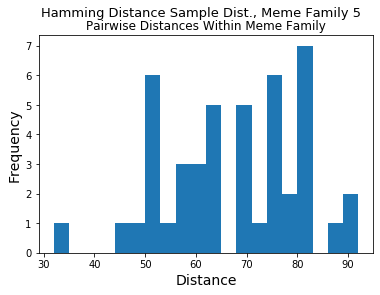 Hamming Distance Sample Dist., Meme Family 5
Pairwise Distances Within Meme Family
Frequency
7
6
5
4
3
2
1
0
30 40 50 60 70 80 90
Distance